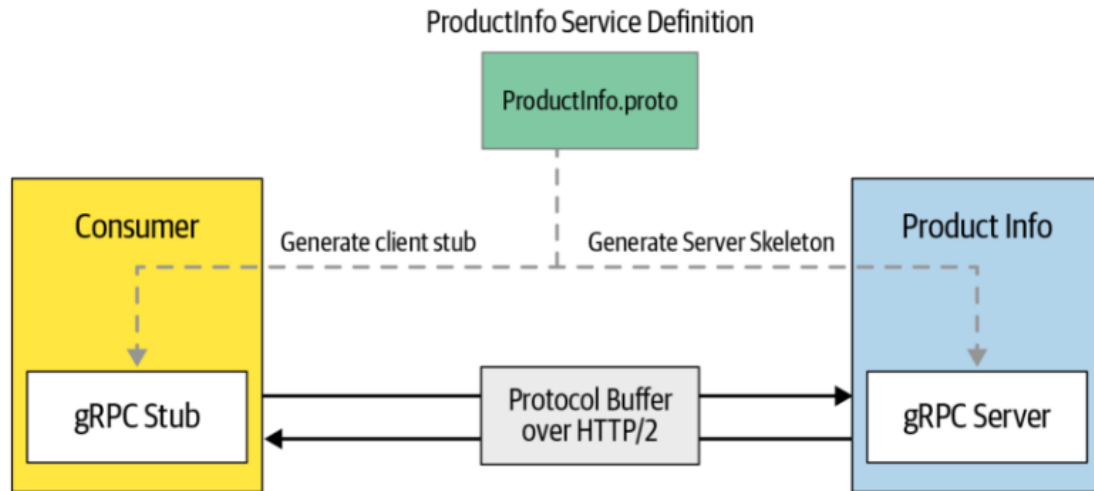 ProductInfo Service Definition
ProductInfo.proto
Consumer
Product Info
Generate client stub
Generate Server Skeleton
gRPC Stub
Protocol Buffer
over HTTP/2
gRPC Server